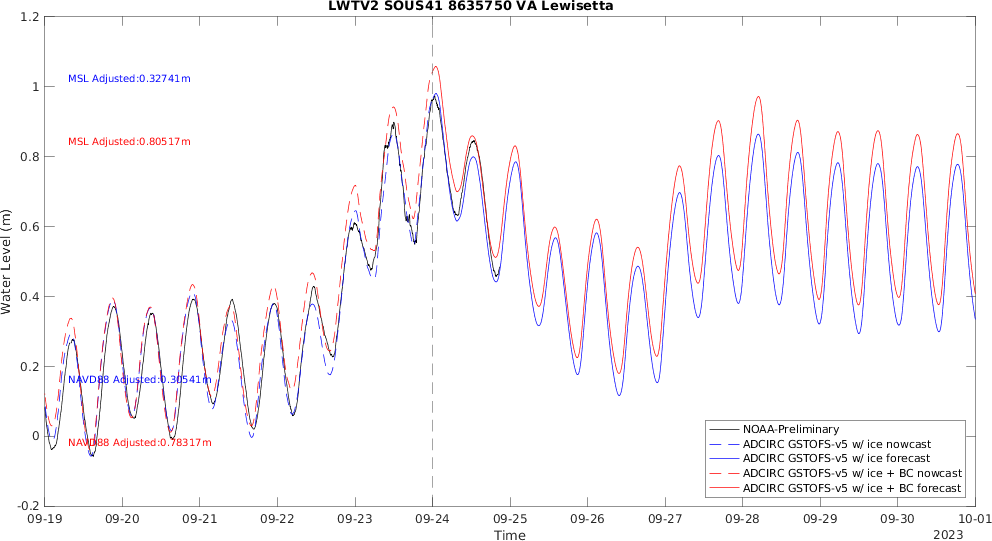 LWTV2 SOUS41 8635750 VA Lewisetta
Water Level (m)
1.2
1
0.8
0.6
0.4
0.2
0
-0.2
MSL Adjusted:0.32741m
MSL Adjusted:0.80517m
NAVD88 Adjusted:0.30541m
NAVD88 Adjusted:0.78317m
NOAA-Preliminary
ADCIRC GSTOFS-v5 w/ ice nowcast
ADCIRC GSTOFS-v5 w/ ice forecast
ADCIRC GSTOFS-v5 w/ ice + BC nowcast
ADCIRC GSTOFS-v5 w/ ice + BC forecast
09-19 09-20 09-21 09-22 09-23 09-24 09-25 09-26 09-27 09-28 09-29 09-30 10-01
Time
2023